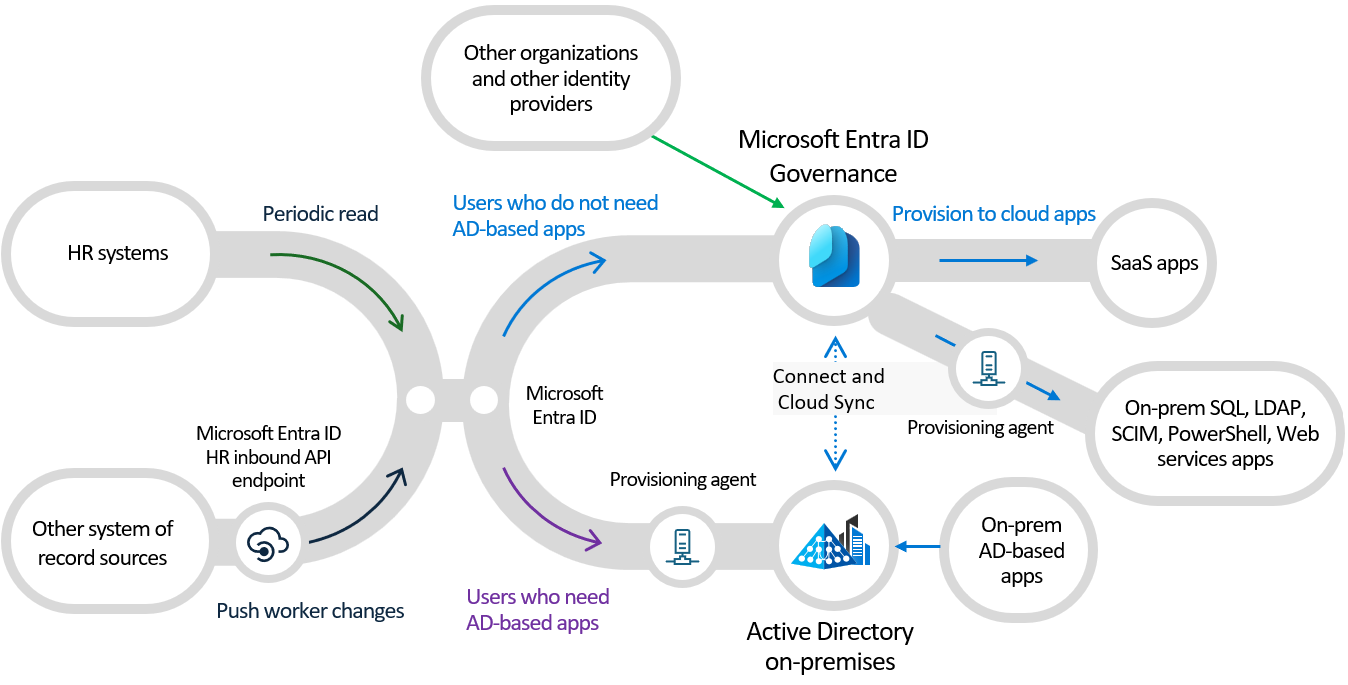 Other organizations
and other identity
providers
Microsoft Entra ID
Governance
HR systems
Periodic read
Users who do not need
AD-based apps
Provision to cloud apps
SaaS apps
Connect and
Cloud Sync
Microsoft
Entra ID
Provisioning agent
On-prem SQL, LDAP,
SCIM, PowerShell, Web
services apps
Microsoft Entra ID
HR inbound API
endpoint
Other system of
record sources
Push worker changes
Provisioning agent
Users who need
AD-based apps
On-prem
AD-based
apps
Active Directory
on-premises